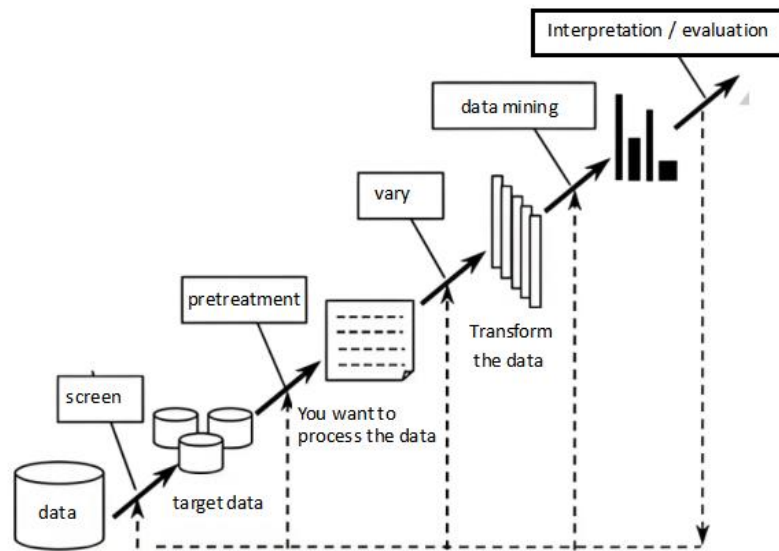 Interpretation / evaluation
data mining
vary
pretreatment
Transform
the data
screen
You want to
process the data
target data
data